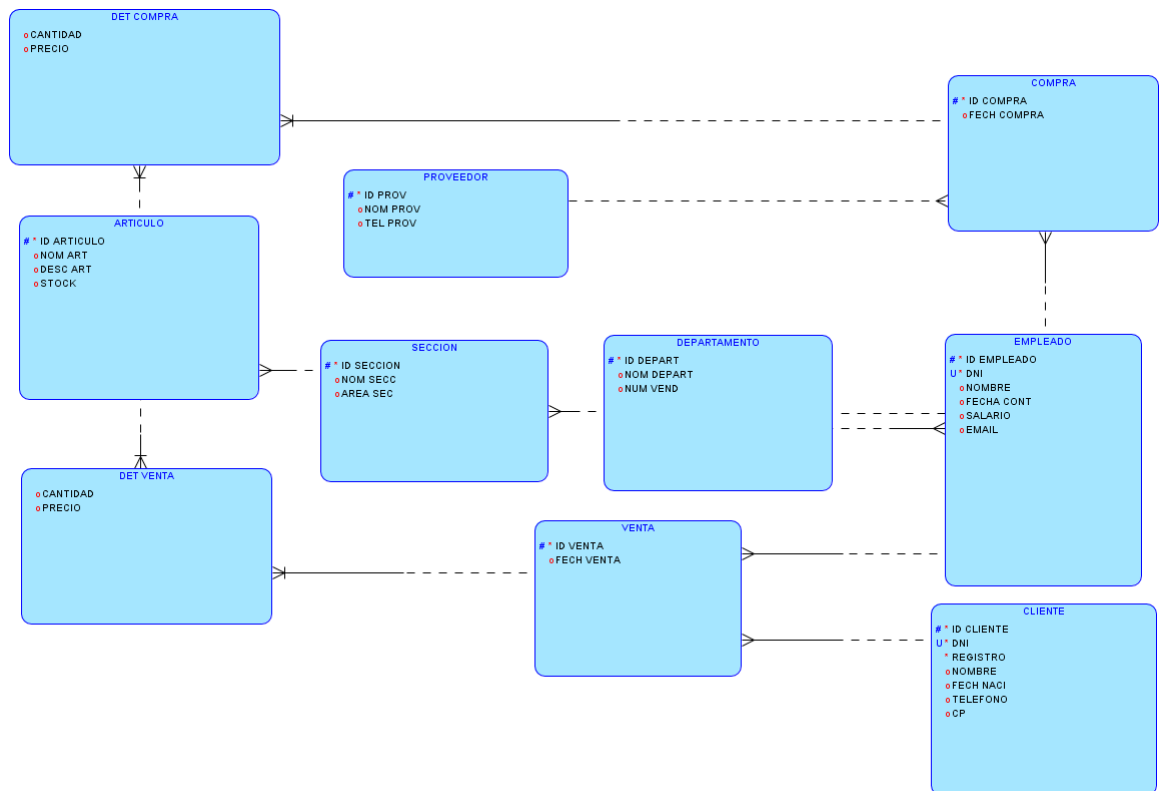 DET COMPRA
o CANTIDAD
o PRECIO
COMPRA
# * ID COMPRA
o FECH COMPRA
PROVEEDOR
# * ID PROV
o NOM PROV
o TEL PROV
ARTICULO
# * ID ARTICULO
o NOM ART
o DESC ART
o STOCK
SECCION
# * ID SECCION
o NOM SECC
o AREA SEC
DEPARTAMENTO
# * ID DEPART
o NOM DEPART
o NUM VEND
EMPLEADO
# * ID EMPLEADO
U * DNI
o NOMBRE
o FECHA CONT
o SALARIO
o EMAIL
DET VENTA
o CANTIDAD
o PRECIO
VENTA
# * ID VENTA
o FECH VENTA
CLIENTE
# * ID CLIENTE
U * DNI
* REGISTRO
o NOMBRE
o FECH NACI
o TELEFONO
o CP